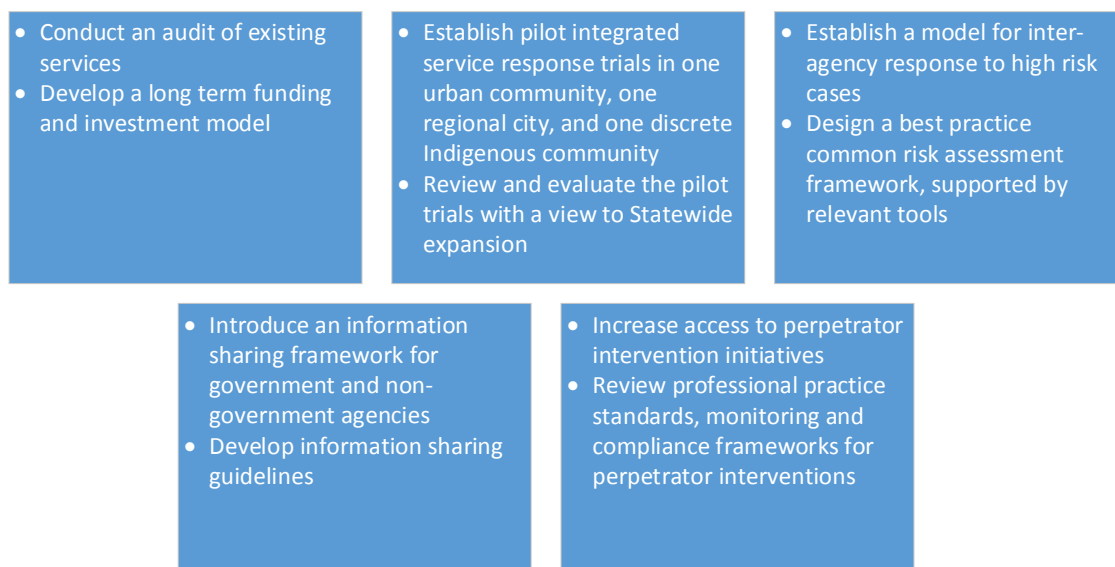 • Conduct an audit of existing
services
• Develop a long term funding
and investment model
• Establish pilot integrated
service response trials in one
urban community, one
regional city, and one discrete
Indigenous community
• Review and evaluate the pilot
trials with a view to Statewide
expansion
• Establish a model for inter-
agency response to high risk
cases
• Design a best practice
common risk assessment
framework, supported by
relevant tools
• Introduce an information
sharing framework for
government and non-
government agencies
• Develop information sharing
guidelines
• Increase access to perpetrator
intervention initiatives
• Review professional practice
standards, monitoring and
compliance frameworks for
perpetrator interventions